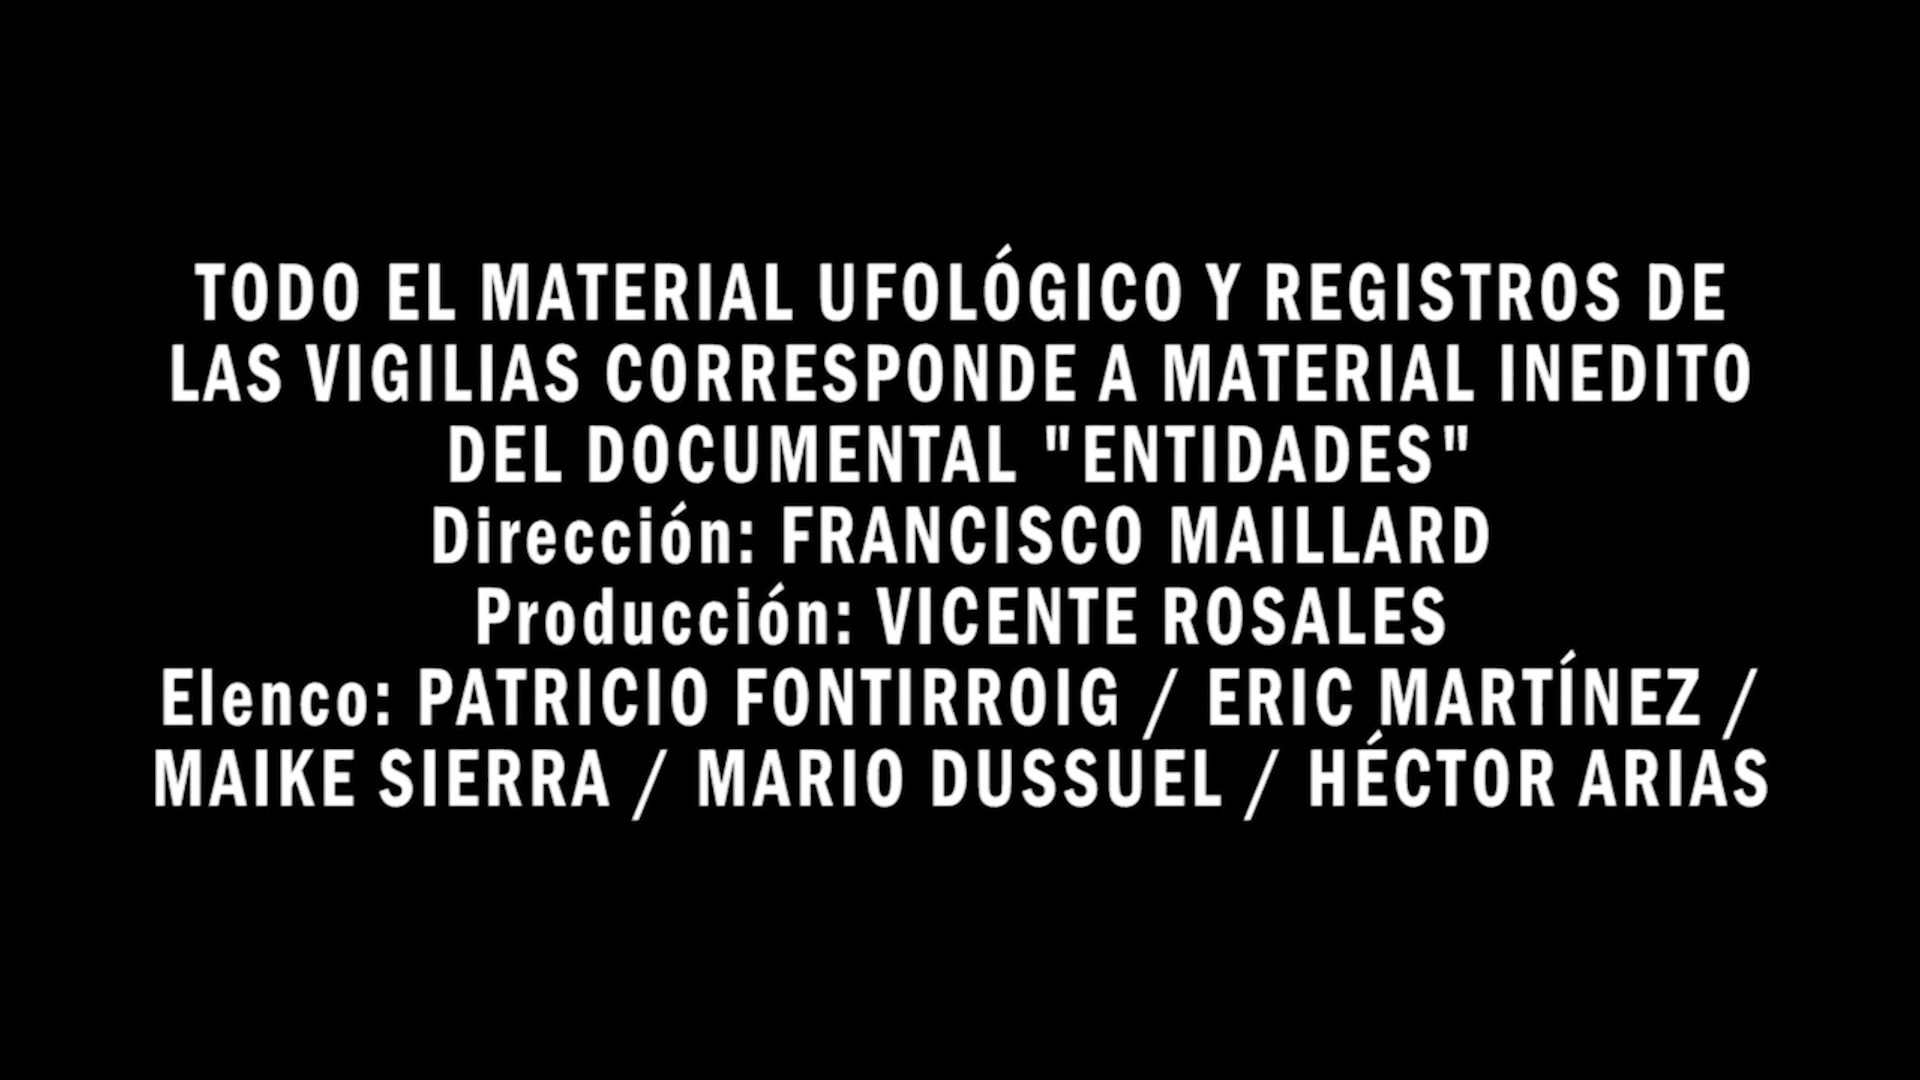 TODO EL MATERIAL UFOLÓGICO Y REGISTROS DE
LAS VIGILIAS CORRESPONDE A MATERIAL INEDITO
DEL DOCUMENTAL "ENTIDADES"
Dirección: FRANCISCO MAILLARD
Producción: VICENTE ROSALES
Elenco: PATRICIO FONTIRROIG / ERIC MARTÍNEZ /
MAIKE SIERRA / MARIO DUSSUEL / HÉCTOR ARIAS